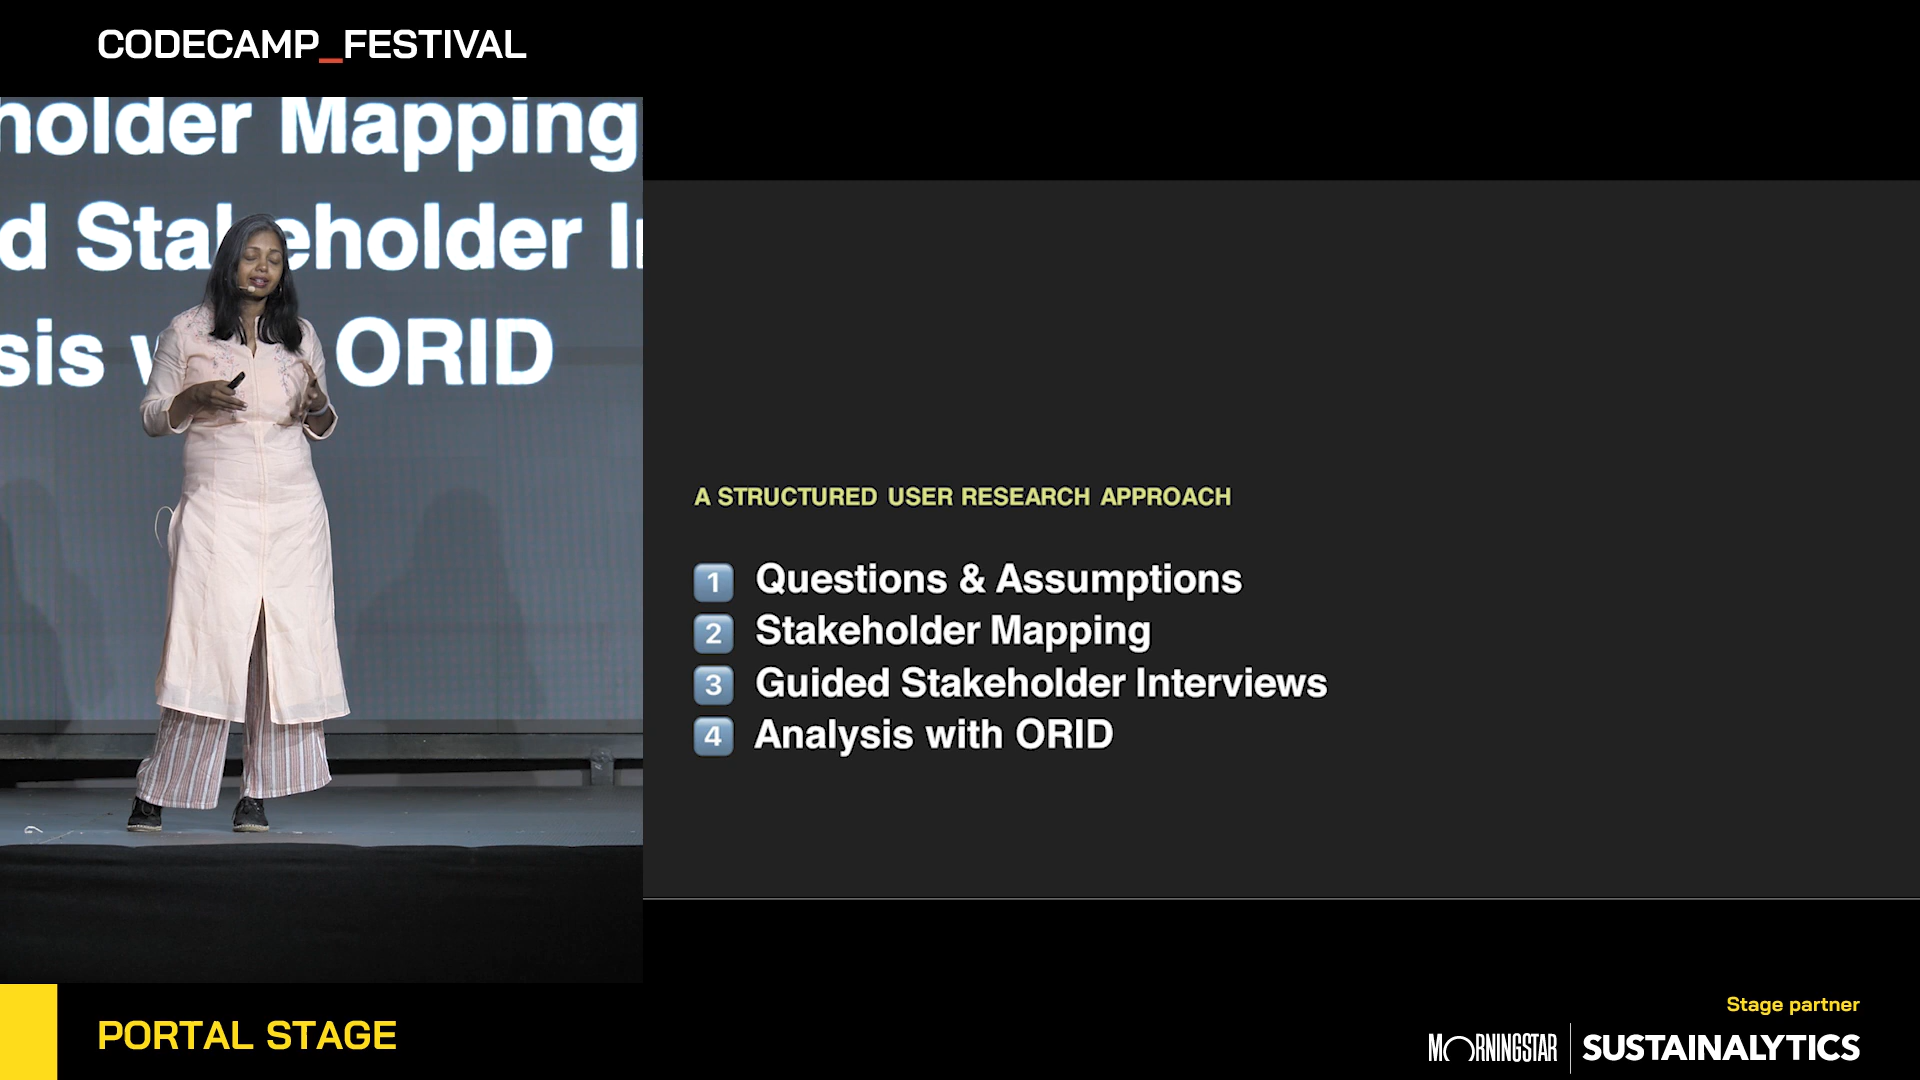 CODECAMP_FESTIVAL
holder Mapping
d Stakeholder I
sis ORID
A STRUCTURED USER RESEARCH APPROACH
1 Questions & Assumptions
2 Stakeholder Mapping
3 Guided Stakeholder Interviews
4 Analysis with ORID
PORTAL STAGE
Stage partner
MORNINGSTAR SUSTAINALYTICS